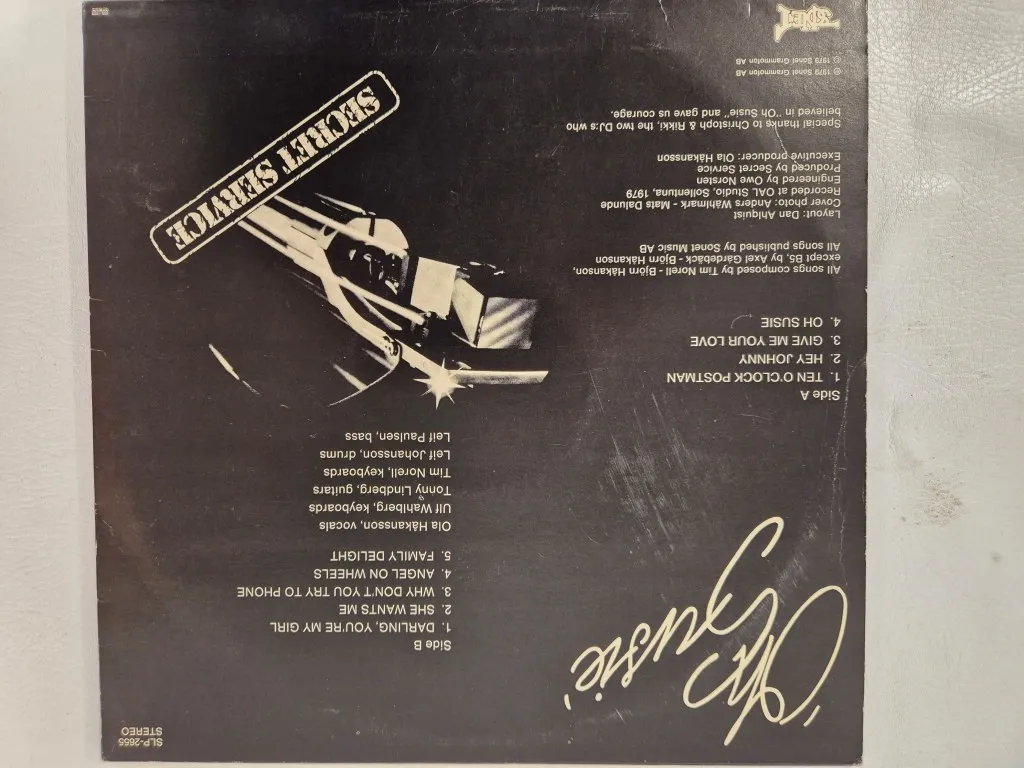 'Oh
Susie'
SLP-2655
STEREO
Side B
1. DARLING, YOU'RE MY GIRL
2. SHE WANTS ME
3. WHY DON'T YOU TRY TO PHONE
4. ANGEL ON WHEELS
5. FAMILY DELIGHT
Ola Håkansson, vocals
Ulf Wahlberg, keyboards
Tonny Lindberg, guitars
Tim Norell, keyboards
Leif Johansson, drums
Leif Paulsen, bass
Side A
1. TEN O'CLOCK POSTMAN
2. HEY JOHNNY
3. GIVE ME YOUR LOVE
4. OH SUSIE
All songs composed by Tim Norell - Björn Håkanson,
except B5, by Axel Gårdebäck - Björn Håkanson
All songs published by Sonet Music AB
Layout: Dan Ahlquist
Cover photo: Anders Wåhlmark - Mats Dalunde
Recorded at OAL Studio, Sollentuna, 1979
Engineered by Owe Norsten
Produced by Secret Service
Executive producer: Ola Håkansson
Special thanks to Christoph & Rikki, the two DJ:s who
believed in "Oh Susie" and gave us courage.
© 1979 Sonet Grammofon AB
℗ 1979 Sonet Grammofon AB
SECRET SERVICE